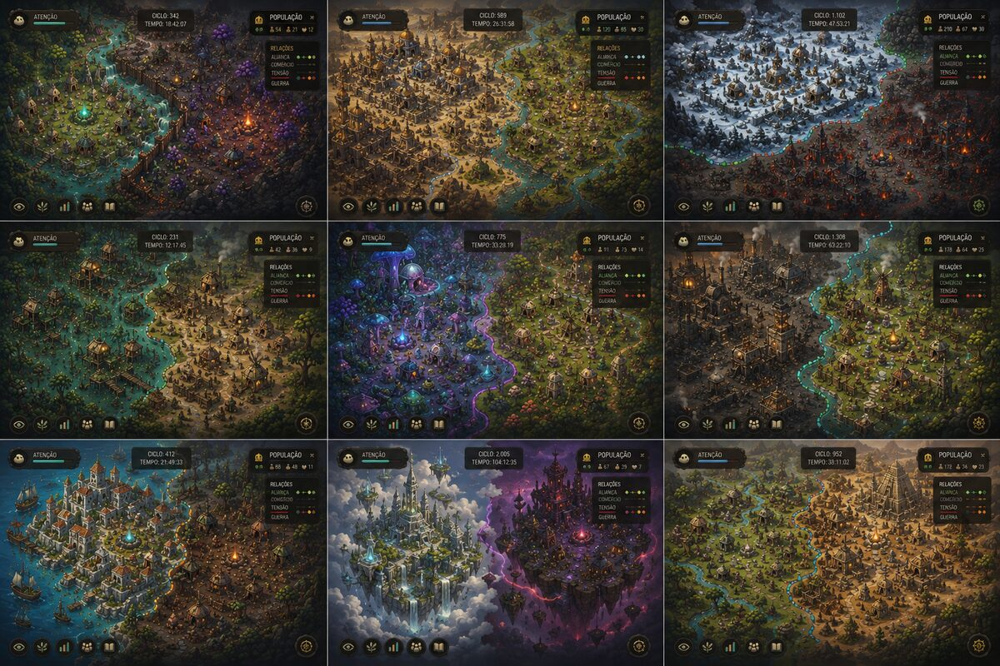 ATENÇÃO
CICLO: 342
TEMPO: 18:42:07
POPULAÇÃO
54 21 12
RELAÇÕES
ALIANÇA
COMÉRCIO
TENSÃO
GUERRA
ATENÇÃO
CICLO: 589
TEMPO: 26:31:58
POPULAÇÃO
120 85 30
RELAÇÕES
ALIANÇA
COMÉRCIO
TENSÃO
GUERRA
ATENÇÃO
CICLO: 1.102
TEMPO: 47:53:21
POPULAÇÃO
210 67 30
RELAÇÕES
ALIANÇA
COMÉRCIO
TENSÃO
GUERRA
ATENÇÃO
CICLO: 231
TEMPO: 12:17:45
POPULAÇÃO
42 36 9
RELAÇÕES
ALIANÇA
COMÉRCIO
TENSÃO
GUERRA
ATENÇÃO
CICLO: 775
TEMPO: 33:28:19
POPULAÇÃO
91 73 14
RELAÇÕES
ALIANÇA
COMÉRCIO
TENSÃO
GUERRA
ATENÇÃO
CICLO: 1.308
TEMPO: 63:22:10
POPULAÇÃO
178 64 25
RELAÇÕES
ALIANÇA
COMÉRCIO
TENSÃO
GUERRA
ATENÇÃO
CICLO: 412
TEMPO: 21:49:33
POPULAÇÃO
88 48 11
RELAÇÕES
ALIANÇA
COMÉRCIO
TENSÃO
GUERRA
ATENÇÃO
CICLO: 2.005
TEMPO: 104:12:35
POPULAÇÃO
67 39 7
RELAÇÕES
ALIANÇA
COMÉRCIO
TENSÃO
GUERRA
ATENÇÃO
CICLO: 952
TEMPO: 38:11:02
POPULAÇÃO
172 76 23
RELAÇÕES
ALIANÇA
COMÉRCIO
TENSÃO
GUERRA